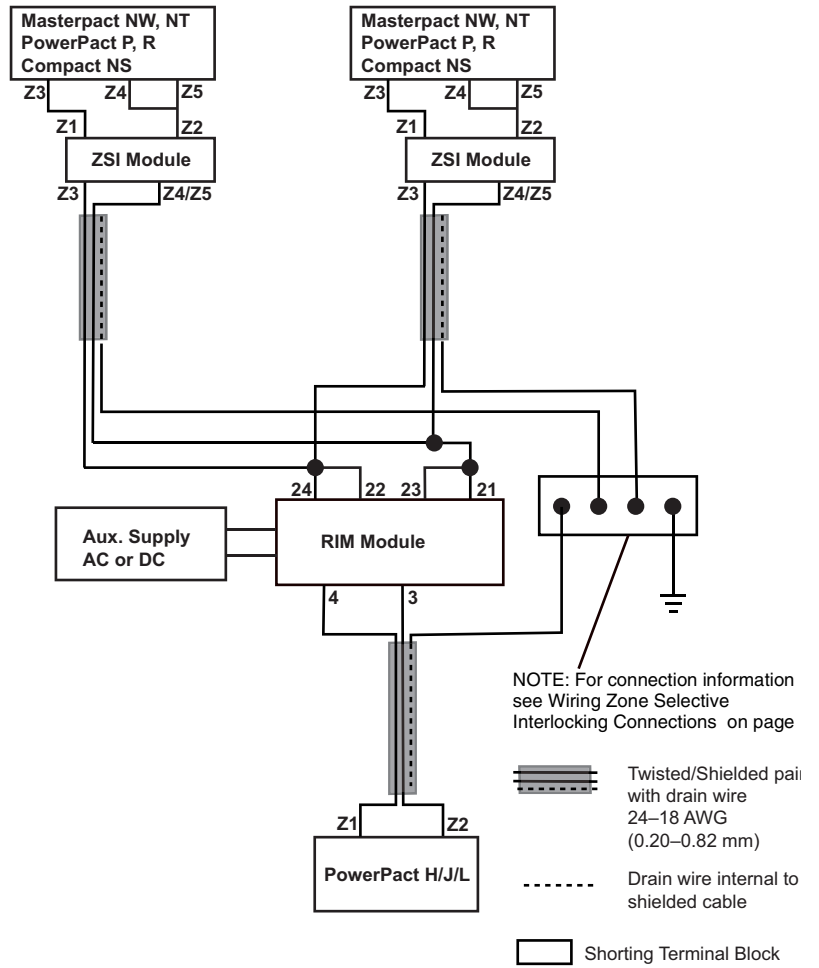 Masterpact NW, NT
PowerPact P, R
Compact NS
Masterpact NW, NT
PowerPact P, R
Compact NS
Z3 Z4 Z5
Z3 Z4 Z5
Z1 Z2
Z1 Z2
ZSI Module
ZSI Module
Z3 Z4/Z5
Z3 Z4/Z5
24 22 23 21
Aux. Supply
AC or DC
RIM Module
4 3
NOTE: For connection information
see Wiring Zone Selective
Interlocking Connections on page
Twisted/Shielded pai
with drain wire
24–18 AWG
(0.20–0.82 mm)
Z1 Z2
PowerPact H/J/L
Drain wire internal to
shielded cable
Shorting Terminal Block